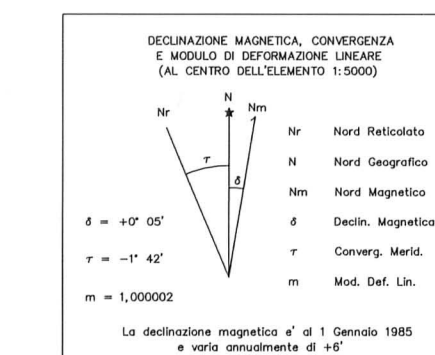 DECLINAZIONE MAGNETICA, CONVERGENZA
E MODULO DI DEFORMAZIONE LINEARE
(AL CENTRO DELL'ELEMENTO 1:5000)
N
Nr
Nm
τ
δ
Nr Nord Reticolato
N Nord Geografico
Nm Nord Magnetico
δ Declin. Magnetica
τ Converg. Merid.
m Mod. Def. Lin.
δ = +0° 05'
τ = -1° 42'
m = 1,000002
La declinazione magnetica e' al 1 Gennaio 1985
e varia annualmente di +6'